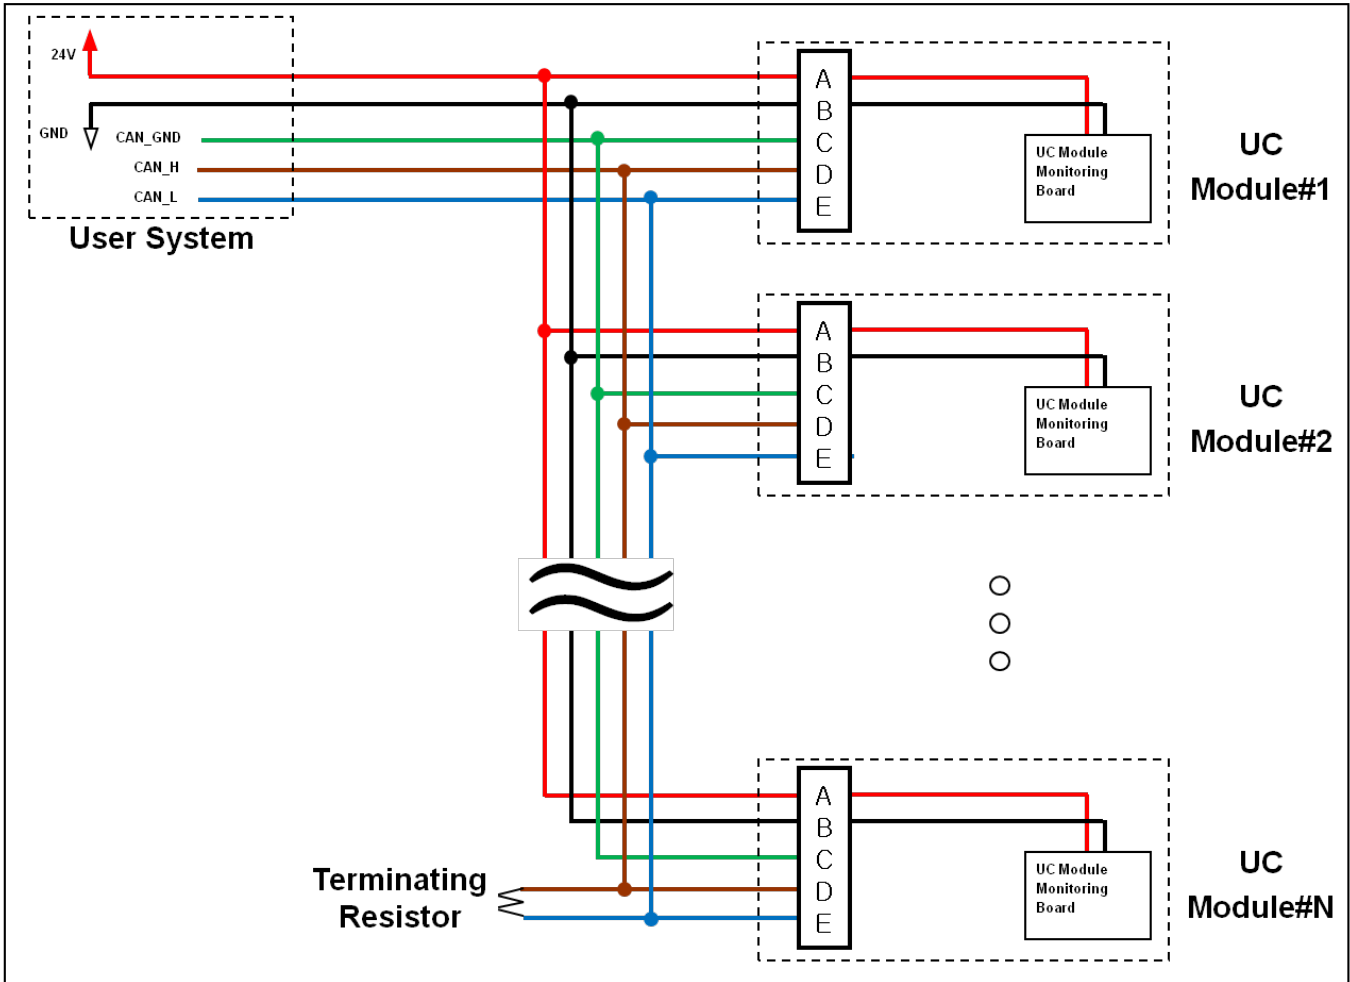 24V
GND
CAN_GND
CAN_H
CAN_L
User System
A
B
C
D
E
UC Module
Monitoring
Board
UC
Module#1
A
B
C
D
E
UC Module
Monitoring
Board
UC
Module#2
A
B
C
D
E
UC Module
Monitoring
Board
UC
Module#N
Terminating
Resistor